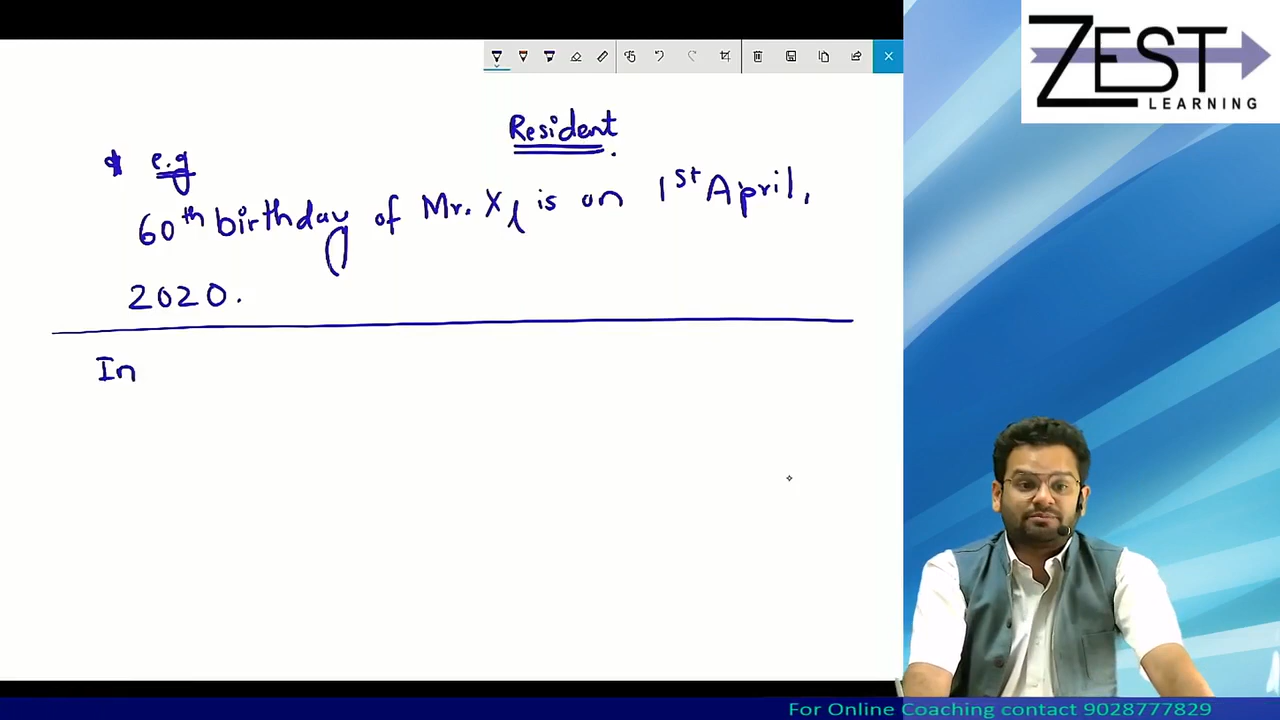 ZEST
LEARNING
Resident
* e.g
60th birthday of Mr. X is on 1st April,
2020.
In
For Online Coaching contact 9028777829